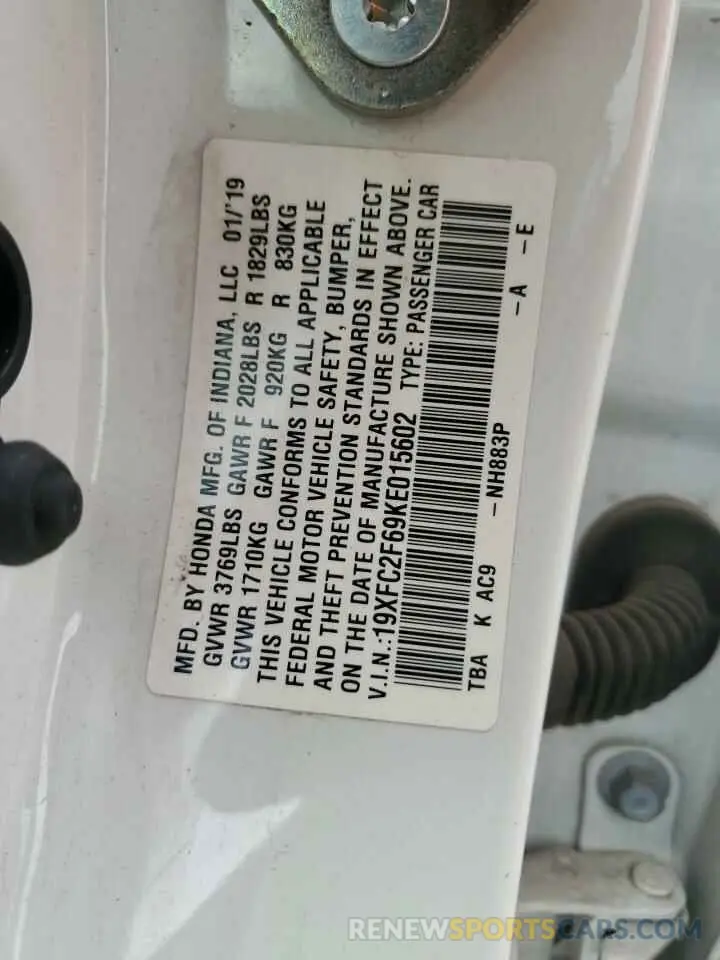 MFD. BY HONDA MFG. OF INDIANA, LLC 01/'19
GVWR 3769LBS GAWR F 2028LBS R 1829LBS
GVWR 1710KG GAWR F 920KG R 830KG
THIS VEHICLE CONFORMS TO ALL APPLICABLE
FEDERAL MOTOR VEHICLE SAFETY, BUMPER,
AND THEFT PREVENTION STANDARDS IN EFFECT
ON THE DATE OF MANUFACTURE SHOWN ABOVE.
V.I.N.:19XFC2F69KE015602 TYPE: PASSENGER CAR
TBA K AC9 -NH883P -A -E
RENEWSPORTSCARS.COM